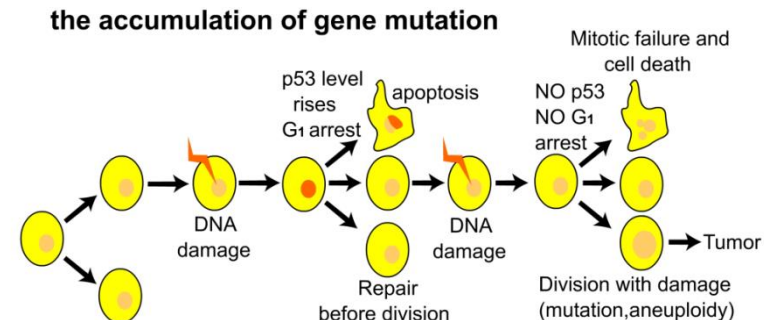 the accumulation of gene mutation
Mitotic failure and
cell death
p53 level
rises
G1 arrest
apoptosis
NO p53
NO G1
arrest
DNA
damage
DNA
damage
Tumor
Repair
before division
Division with damage
(mutation,aneuploidy)